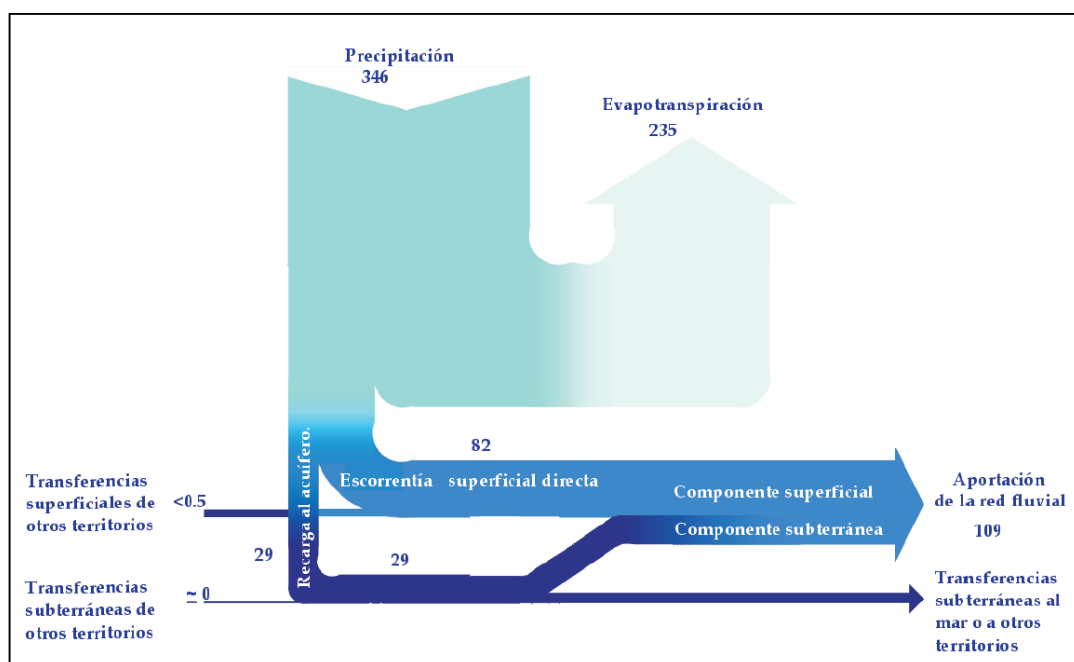 Precipitación
346
Evapotranspiración
235
Recarga al acuífero.
82
Escorrentía superficial directa
Componente superficial
Componente subterránea
Transferencias
superficiales de
otros territorios
<0.5
Aportación
de la red fluvial
109
29
29
Transferencias
subterráneas de
otros territorios
≃ 0
Transferencias
subterráneas al
mar o a otros
territorios